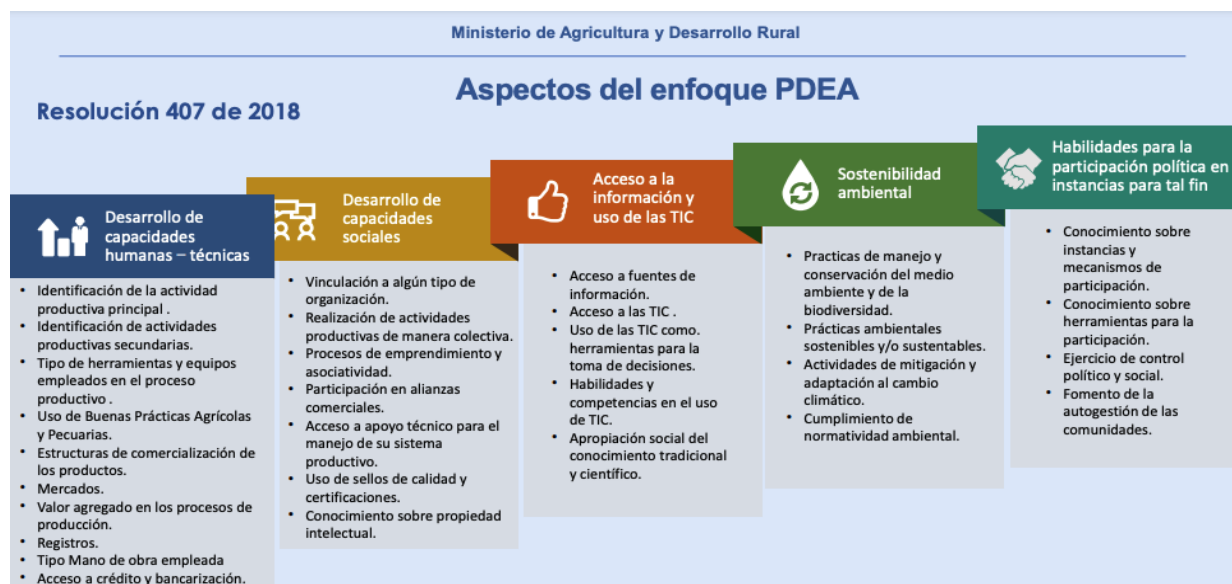 Ministerio de Agricultura y Desarrollo Rural
Aspectos del enfoque PDEA
Resolución 407 de 2018
Desarrollo de
capacidades
humanas – técnicas
• Identificación de la actividad
productiva principal .
• Identificación de actividades
productivas secundarias.
• Tipo de herramientas y equipos
empleados en el proceso
productivo .
• Uso de Buenas Prácticas Agrícolas
y Pecuarias.
• Estructuras de comercialización de
los productos.
• Mercados.
• Valor agregado en los procesos de
producción.
• Registros.
• Tipo Mano de obra empleada
• Acceso a crédito y bancarización.
Desarrollo de
capacidades
sociales
• Vinculación a algún tipo de
organización.
• Realización de actividades
productivas de manera colectiva.
• Procesos de emprendimiento y
asociatividad.
• Participación en alianzas
comerciales.
• Acceso a apoyo técnico para el
manejo de su sistema
productivo.
• Uso de sellos de calidad y
certificaciones.
• Conocimiento sobre propiedad
intelectual.
Acceso a la
información y
uso de las TIC
• Acceso a fuentes de
información.
• Acceso a las TIC .
• Uso de las TIC como.
herramientas para la
toma de decisiones.
• Habilidades y
competencias en el uso
de TIC.
• Apropiación social del
conocimiento tradicional
y científico.
Sostenibilidad
ambiental
• Practicas de manejo y
conservación del medio
ambiente y de la
biodiversidad.
• Prácticas ambientales
sostenibles y/o sustentables.
• Actividades de mitigación y
adaptación al cambio
climático.
• Cumplimiento de
normatividad ambiental.
Habilidades para la
participación política en
instancias para tal fin
• Conocimiento sobre
instancias y
mecanismos de
participación.
• Conocimiento sobre
herramientas para la
participación.
• Ejercicio de control
político y social.
• Fomento de la
autogestión de las
comunidades.